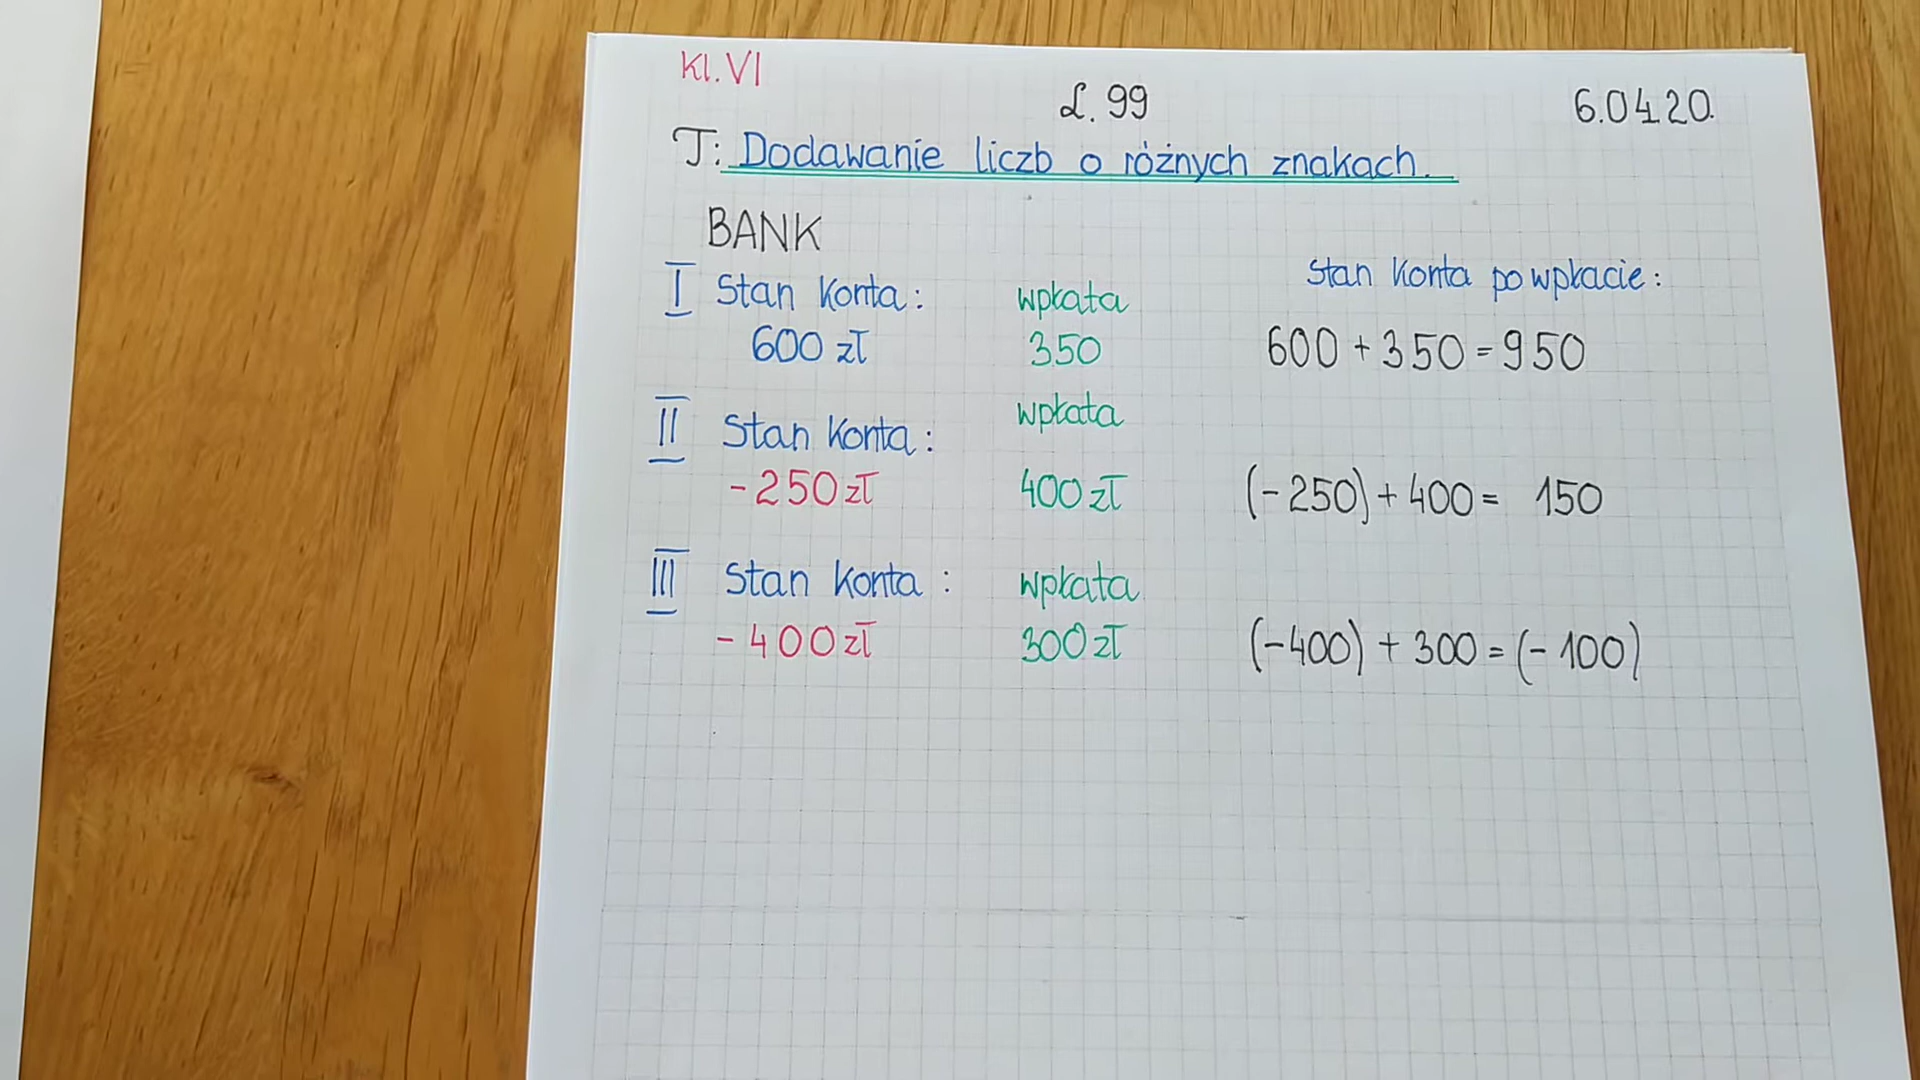 Kl. VI
L. 99 6.04.20.
T: Dodawanie liczb o różnych znakach.
BANK
I Stan konta: wpłata Stan konta po wpłacie:
600 zł 350 600 + 350 = 950
II Stan konta: wpłata
-250 zł 400 zł (-250) + 400 = 150
III Stan konta: wpłata
-400 zł 300 zł (-400) + 300 = (-100)